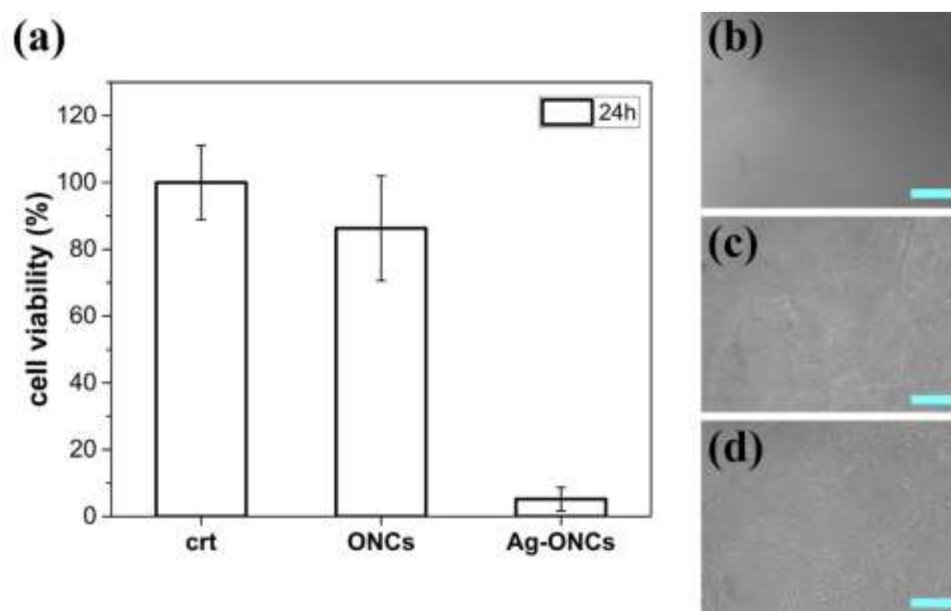 (a)
24h
120
100
80
60
40
20
0
cell viability (%)
crt ONCs Ag-ONCs
(b)
(c)
(d)